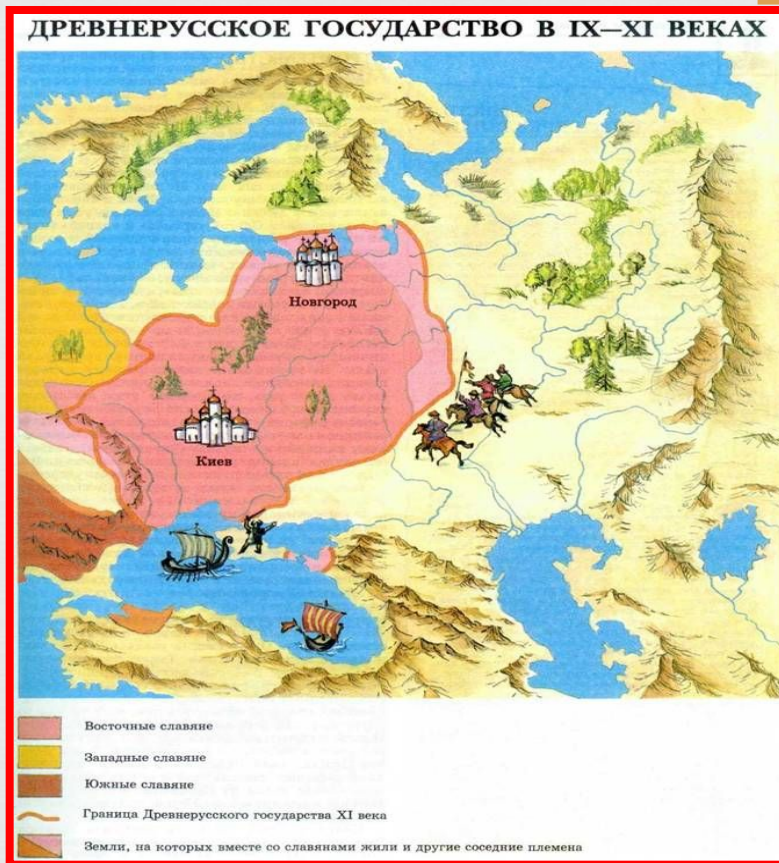 ДРЕВНЕРУССКОЕ ГОСУДАРСТВО В IX—XI ВЕКАХ
Новгород
Киев
Восточные славяне
Западные славяне
Южные славяне
Граница Древнерусского государства XI века
Земли, на которых вместе со славянами жили и другие соседние племена